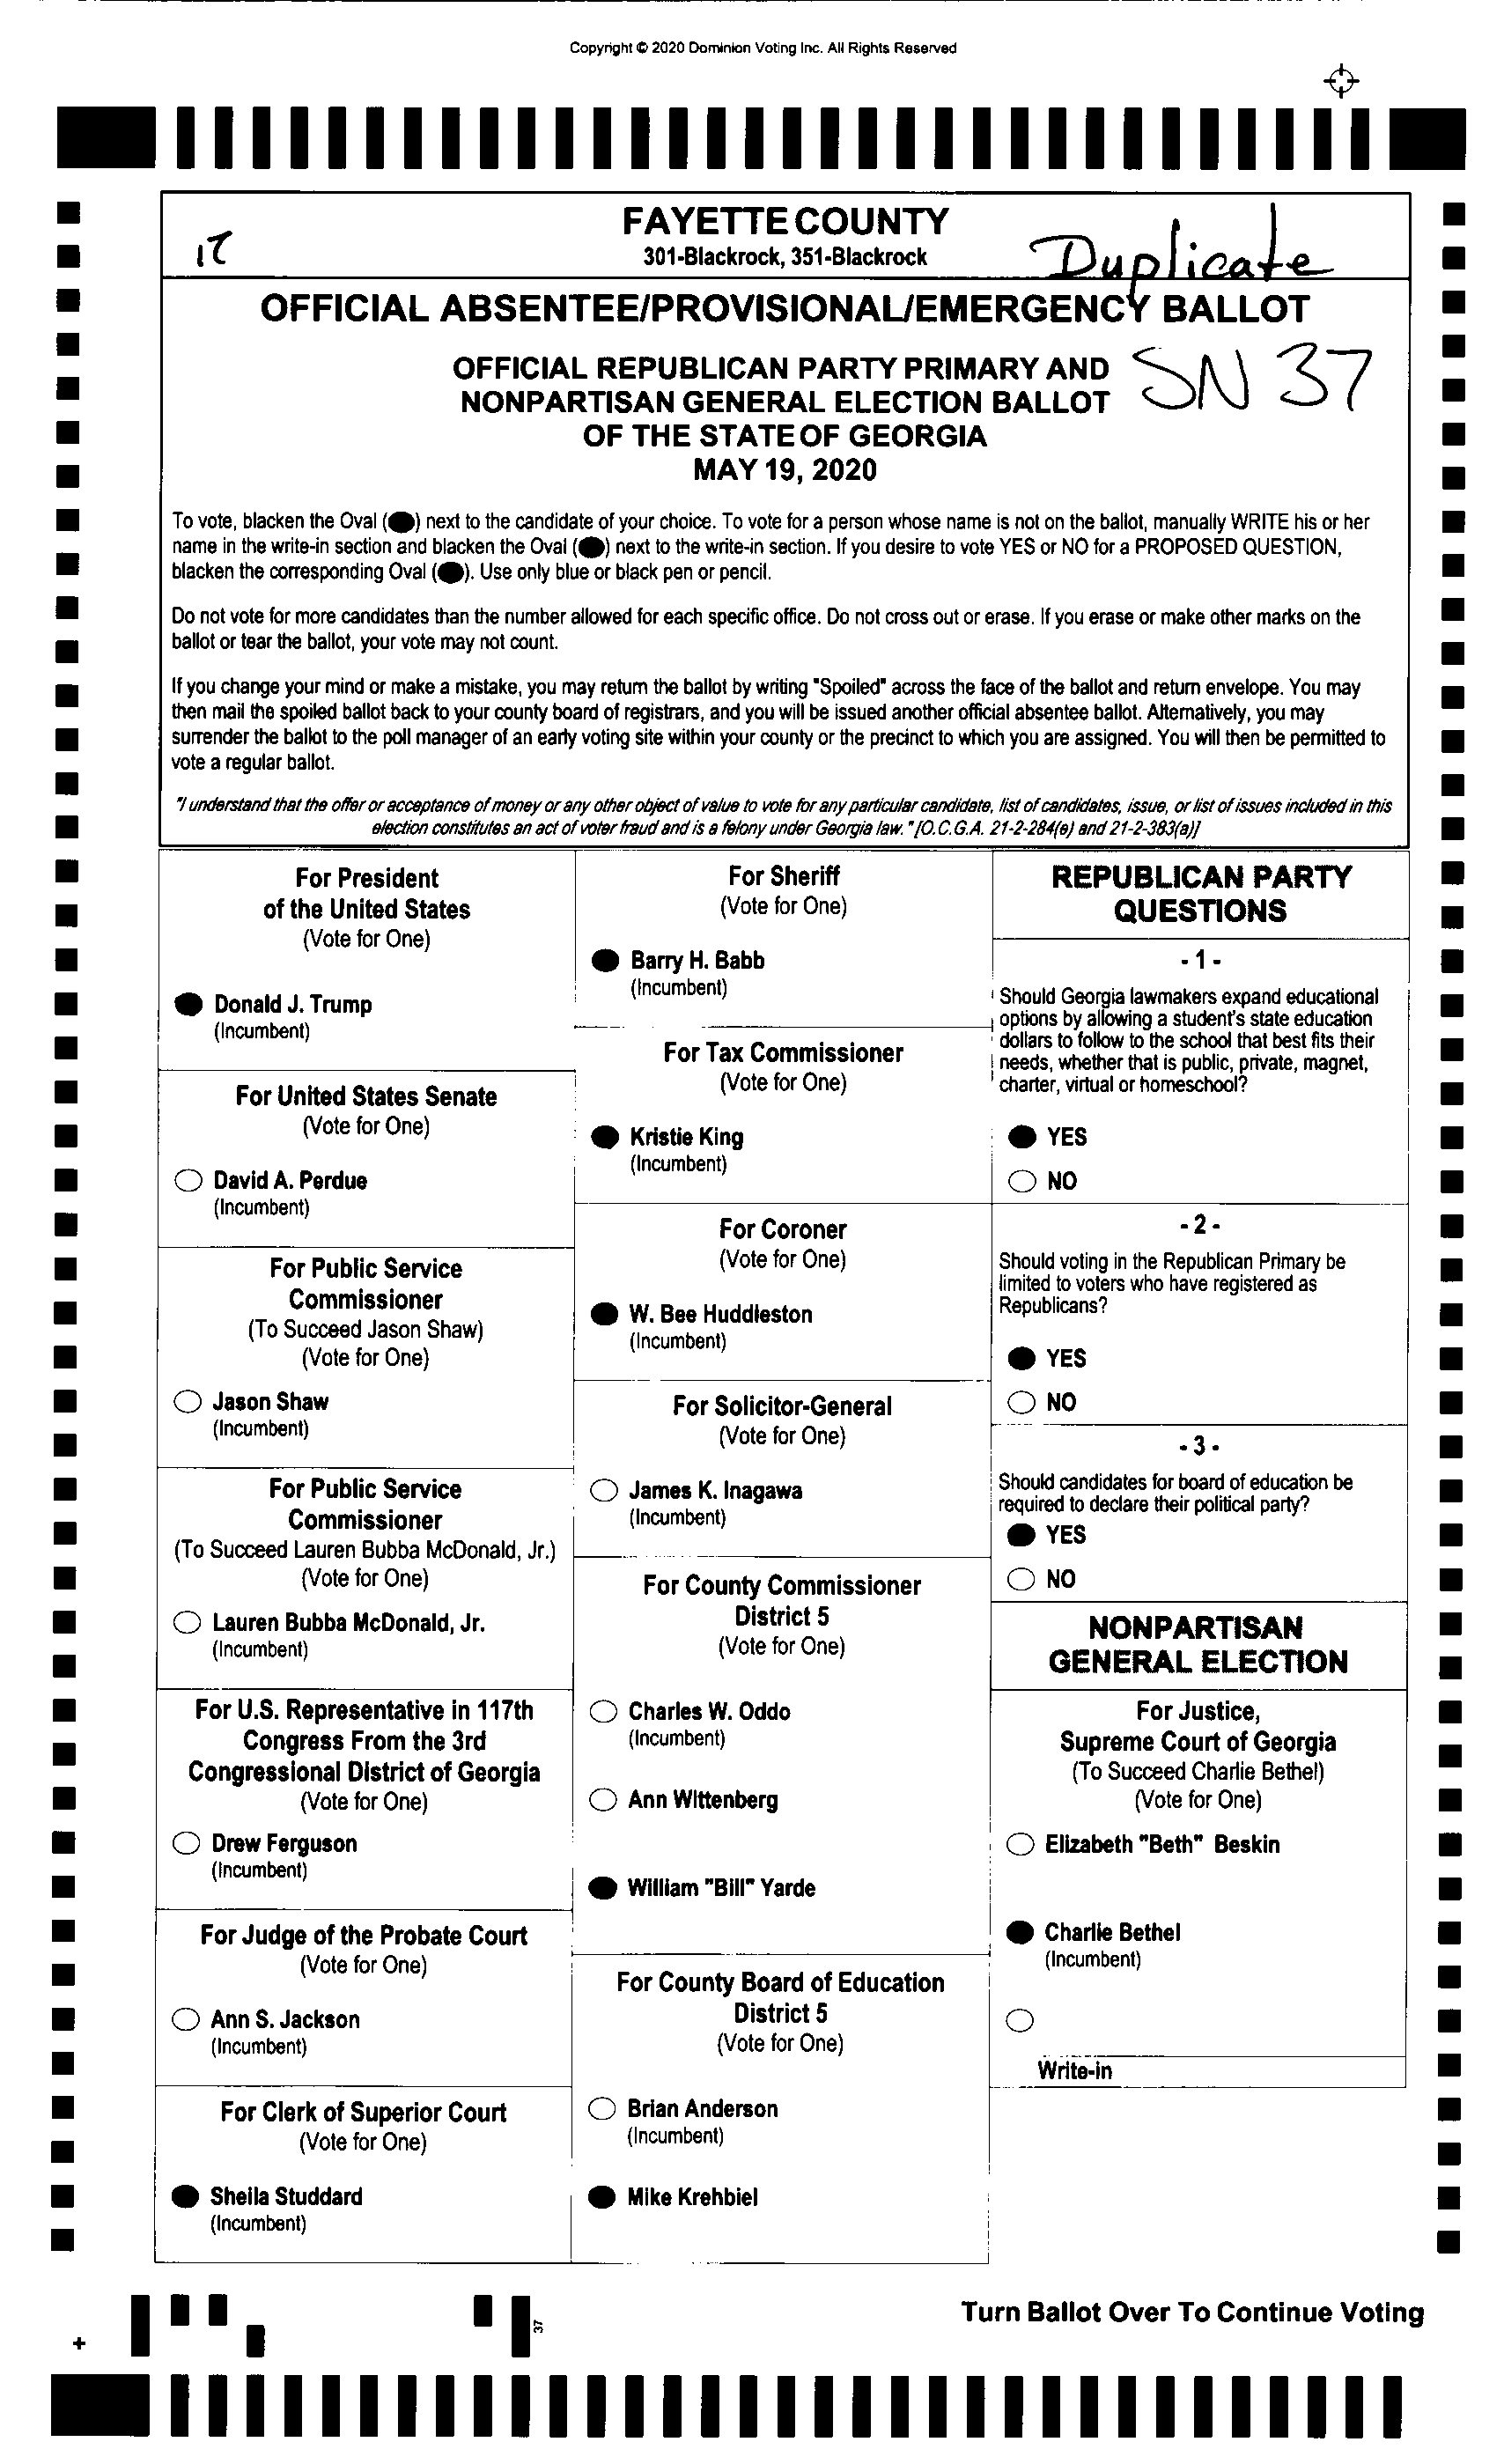 Copyright © 2020 Dominion Voting Inc. All Rights Reserved
FAYETTE COUNTY
301-Blackrock, 351-Blackrock
Duplicate
OFFICIAL ABSENTEE/PROVISIONAL/EMERGENCY BALLOT
OFFICIAL REPUBLICAN PARTY PRIMARY AND
NONPARTISAN GENERAL ELECTION BALLOT
SN 37
OF THE STATE OF GEORGIA
MAY 19, 2020
To vote, blacken the Oval (●) next to the candidate of your choice. To vote for a person whose name is not on the ballot, manually WRITE his or her
name in the write-in section and blacken the Oval (●) next to the write-in section. If you desire to vote YES or NO for a PROPOSED QUESTION,
blacken the corresponding Oval (●). Use only blue or black pen or pencil.
Do not vote for more candidates than the number allowed for each specific office. Do not cross out or erase. If you erase or make other marks on the
ballot or tear the ballot, your vote may not count.
If you change your mind or make a mistake, you may return the ballot by writing "Spoiled" across the face of the ballot and return envelope. You may
then mail the spoiled ballot back to your county board of registrars, and you will be issued another official absentee ballot. Alternatively, you may
surrender the ballot to the poll manager of an early voting site within your county or the precinct to which you are assigned. You will then be permitted to
vote a regular ballot.
"I understand that the offer or acceptance of money or any other object of value to vote for any particular candidate, list of candidates, issue, or list of issues included in this
election constitutes an act of voter fraud and is a felony under Georgia law." [O.C.G.A. 21-2-284(e) and 21-2-383(a)]
For President
of the United States
(Vote for One)
Donald J. Trump
(Incumbent)
For United States Senate
(Vote for One)
David A. Perdue
(Incumbent)
For Public Service
Commissioner
(To Succeed Jason Shaw)
(Vote for One)
Jason Shaw
(Incumbent)
For Public Service
Commissioner
(To Succeed Lauren Bubba McDonald, Jr.)
(Vote for One)
Lauren Bubba McDonald, Jr.
(Incumbent)
For U.S. Representative in 117th
Congress From the 3rd
Congressional District of Georgia
(Vote for One)
Drew Ferguson
(Incumbent)
For Judge of the Probate Court
(Vote for One)
Ann S. Jackson
(Incumbent)
For Clerk of Superior Court
(Vote for One)
Sheila Studdard
(Incumbent)
For Sheriff
(Vote for One)
Barry H. Babb
(Incumbent)
For Tax Commissioner
(Vote for One)
Kristie King
(Incumbent)
For Coroner
(Vote for One)
W. Bee Huddleston
(Incumbent)
For Solicitor-General
(Vote for One)
James K. Inagawa
(Incumbent)
For County Commissioner
District 5
(Vote for One)
Charles W. Oddo
(Incumbent)
Ann Wittenberg
William "Bill" Yarde
For County Board of Education
District 5
(Vote for One)
Brian Anderson
(Incumbent)
Mike Krehbiel
REPUBLICAN PARTY
QUESTIONS
- 1 -
Should Georgia lawmakers expand educational
options by allowing a student's state education
dollars to follow to the school that best fits their
needs, whether that is public, private, magnet,
charter, virtual or homeschool?
YES
NO
- 2 -
Should voting in the Republican Primary be
limited to voters who have registered as
Republicans?
YES
NO
- 3 -
Should candidates for board of education be
required to declare their political party?
YES
NO
NONPARTISAN
GENERAL ELECTION
For Justice,
Supreme Court of Georgia
(To Succeed Charlie Bethel)
(Vote for One)
Elizabeth "Beth" Beskin
Charlie Bethel
(Incumbent)
Write-in
37
Turn Ballot Over To Continue Voting